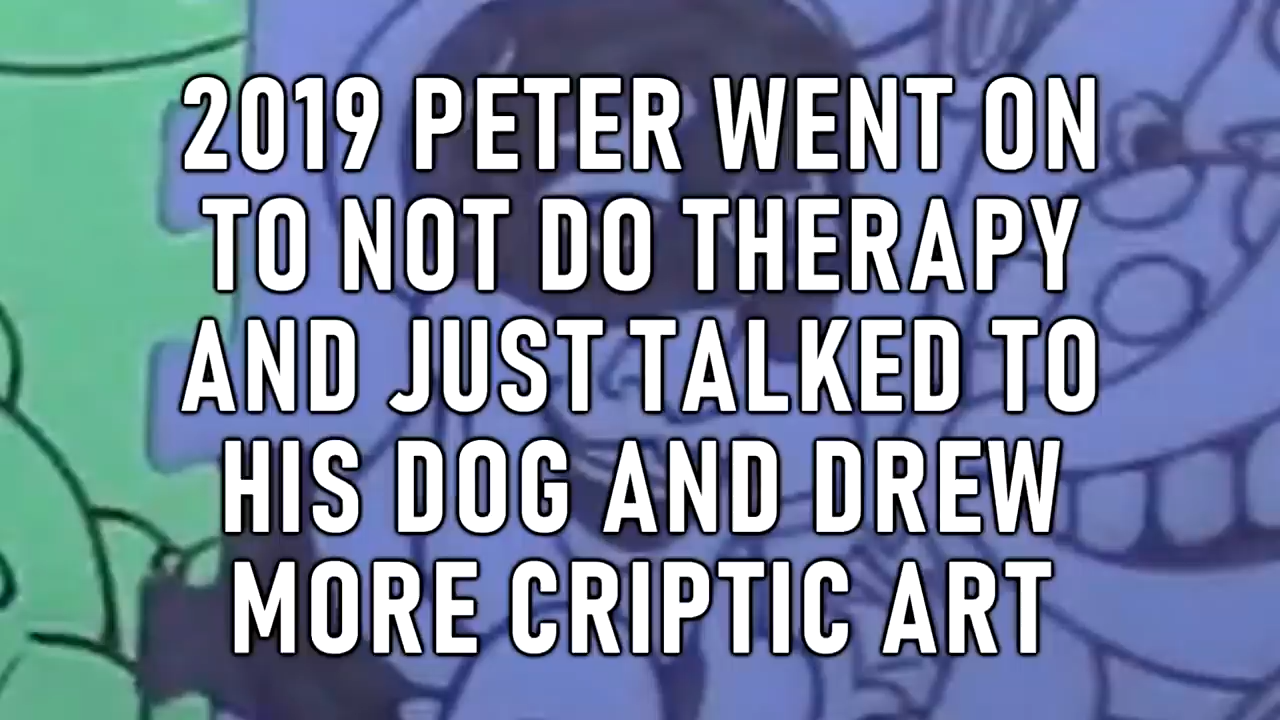 2019 PETER WENT ON
TO NOT DO THERAPY
AND JUST TALKED TO
HIS DOG AND DREW
MORE CRIPTIC ART